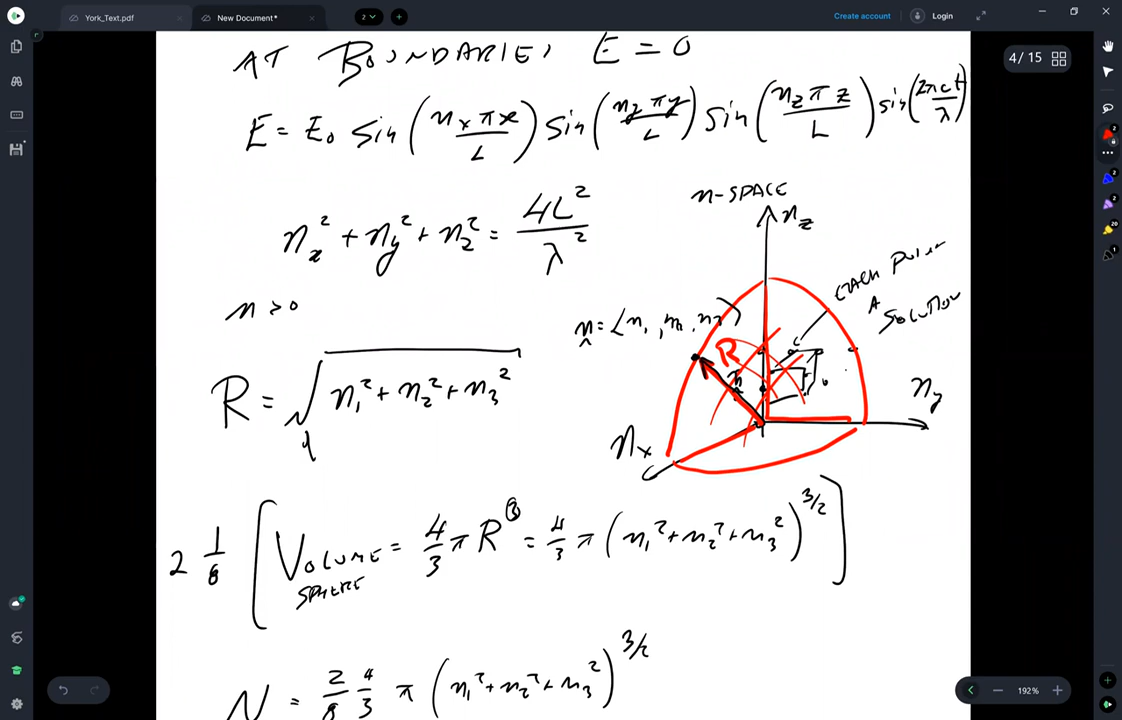 York_Text.pdf
New Document*
2
Create account
Login
4 / 15
AT BOUNDARIES E = 0
E = E₀ sin(nₓπx/L) sin(n_yπy/L) sin(n_zπz/L) sin(2πct/λ)
n-SPACE
n_z
nₓ² + n_y² + n_z² = 4L²/λ²
EACH POINT
A
SOLUTION
n > 0
n = ⟨n₁, n₂, n₃⟩
R
n_y
R = √(n₁² + n₂² + n₃²)
nₓ
2 1/8 [VOLUME SPHERE = 4/3 π R³ = 4/3 π (n₁² + n₂² + n₃²)^3/2]
N = 2/8 4/3 π (n₁² + n₂² + n₃²)^3/2
192%